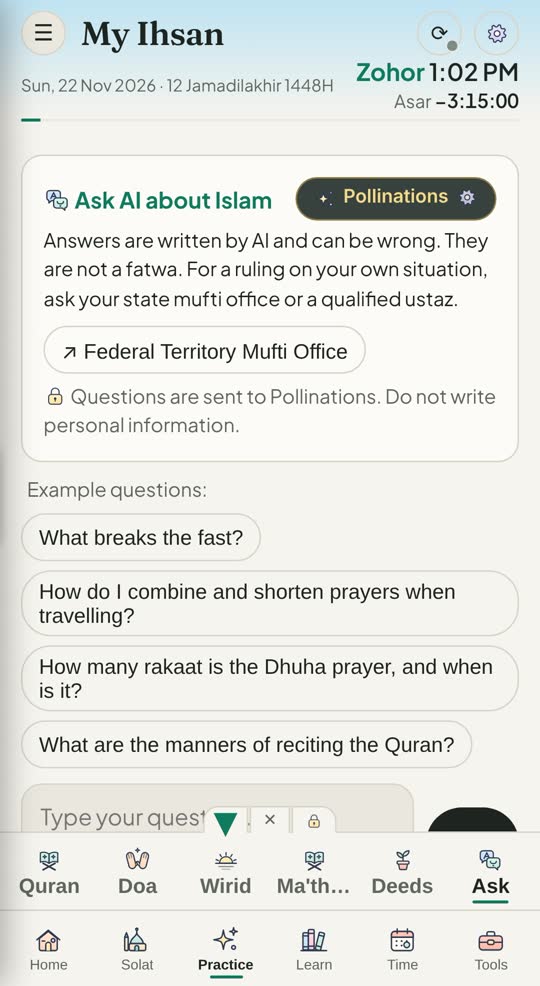 My Ihsan
Sun, 22 Nov 2026 · 12 Jamadilakhir 1448H
Zohor 1:02 PM
Asar −3:15:00
Ask AI about Islam
Pollinations
Answers are written by AI and can be wrong. They
are not a fatwa. For a ruling on your own situation,
ask your state mufti office or a qualified ustaz.
↗ Federal Territory Mufti Office
Questions are sent to Pollinations. Do not write
personal information.
Example questions:
What breaks the fast?
How do I combine and shorten prayers when
travelling?
How many rakaat is the Dhuha prayer, and when
is it?
What are the manners of reciting the Quran?
Type your
Quran
Doa
Wirid
Ma'th...
Deeds
Ask
Home
Solat
Practice
Learn
Time
Tools